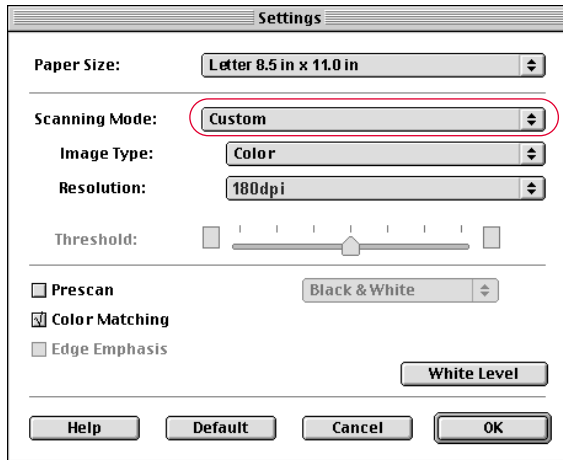 Settings
Paper Size: Letter 8.5 in x 11.0 in
Scanning Mode: Custom
Image Type: Color
Resolution: 180dpi
Threshold:
Prescan Black & White
Color Matching
Edge Emphasis
White Level
Help Default Cancel OK